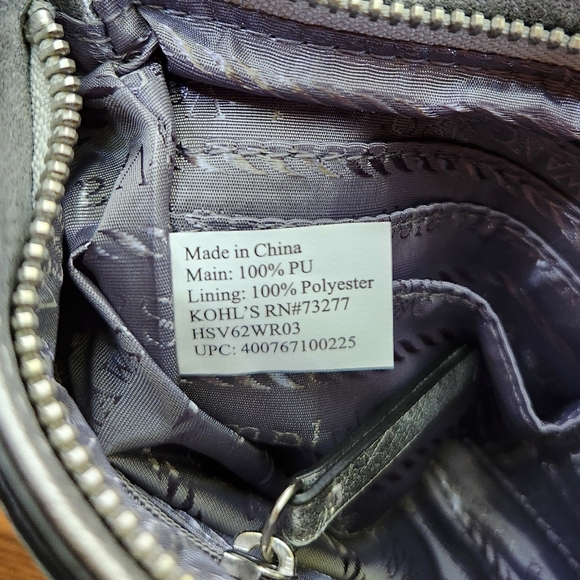 Made in China
Main: 100% PU
Lining: 100% Polyester
KOHL'S RN#73277
HSV62WR03
UPC: 400767100225